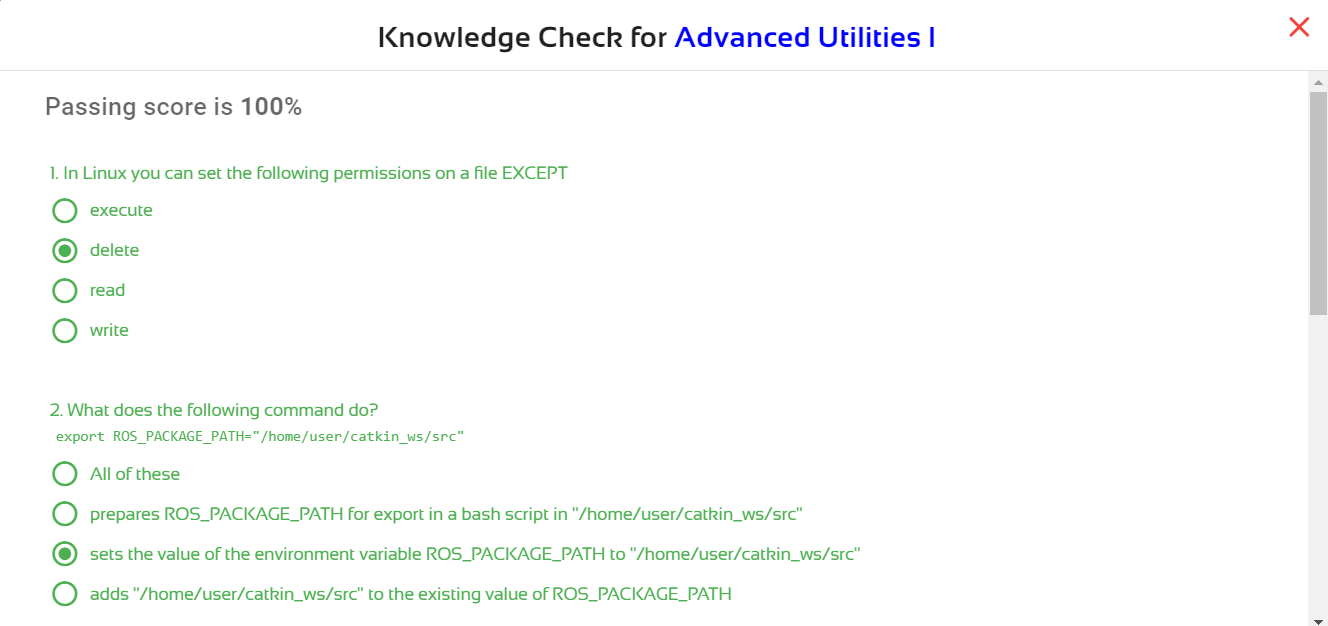 Knowledge Check for Advanced Utilities I
Passing score is 100%
1. In Linux you can set the following permissions on a file EXCEPT
execute
delete
read
write
2. What does the following command do?
export ROS_PACKAGE_PATH="/home/user/catkin_ws/src"
All of these
prepares ROS_PACKAGE_PATH for export in a bash script in "/home/user/catkin_ws/src"
sets the value of the environment variable ROS_PACKAGE_PATH to "/home/user/catkin_ws/src"
adds "/home/user/catkin_ws/src" to the existing value of ROS_PACKAGE_PATH